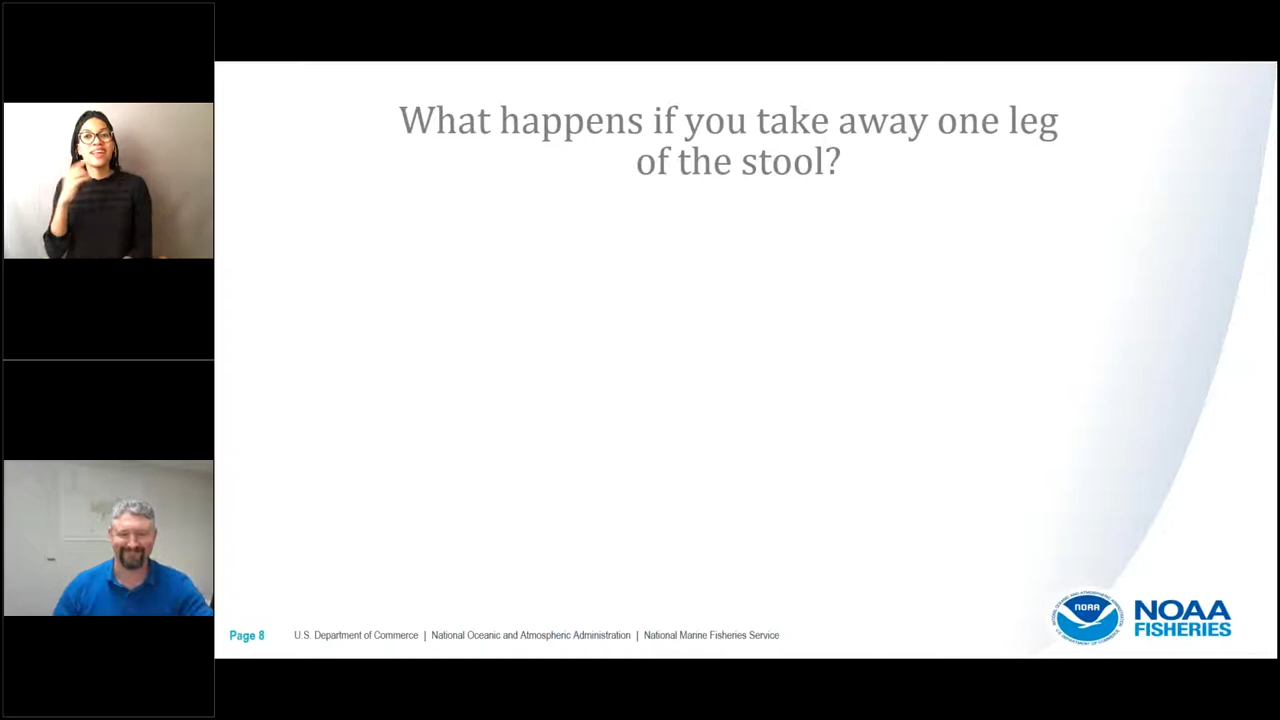 What happens if you take away one leg
of the stool?
Page 8 U.S. Department of Commerce | National Oceanic and Atmospheric Administration | National Marine Fisheries Service
NOAA
NOAA
FISHERIES